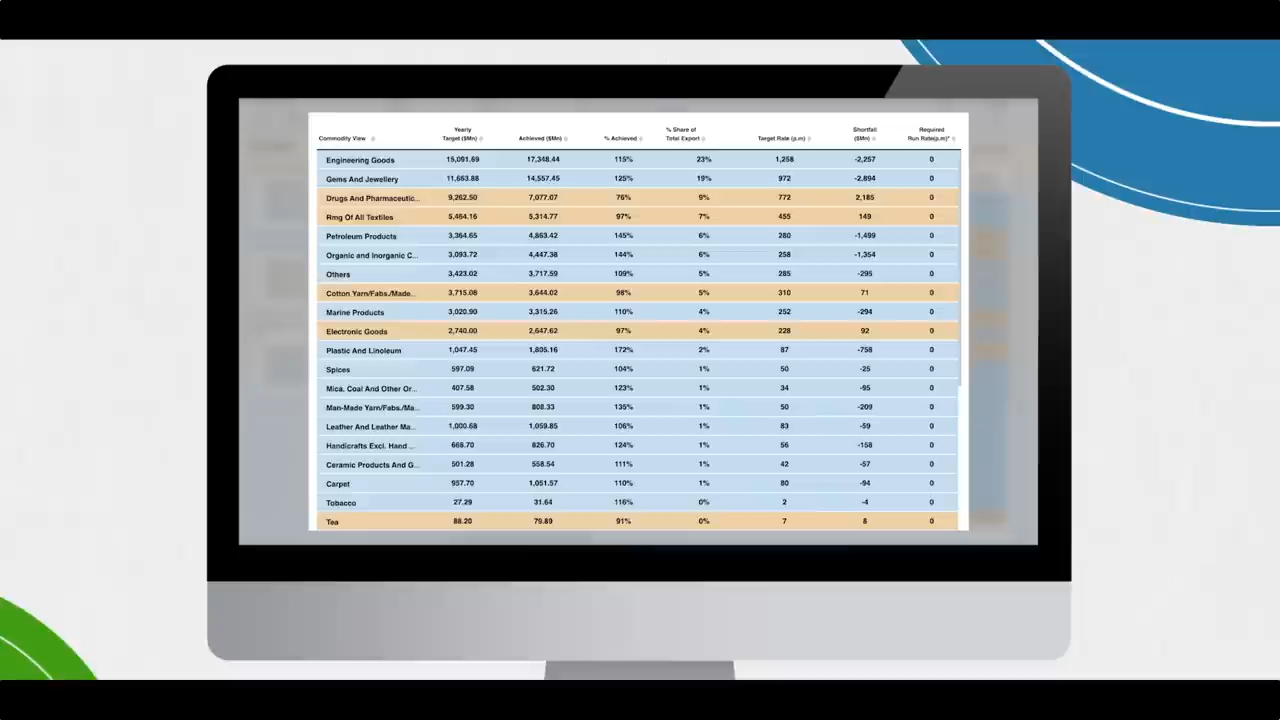 Commodity View Yearly Target ($Mn) Achieved ($Mn) % Achieved % Share of Total Export Target Rate (p.m) Shortfall ($Mn) Required Run Rate(p.m)*
Engineering Goods 15,091.69 17,348.44 115% 23% 1,258 -2,257 0
Gems And Jewellery 11,663.88 14,557.45 125% 19% 972 -2,894 0
Drugs And Pharmaceutic... 9,262.50 7,077.07 76% 9% 772 2,185 0
Rmg Of All Textiles 5,464.16 5,314.77 97% 7% 455 149 0
Petroleum Products 3,364.65 4,863.42 145% 6% 280 -1,499 0
Organic and Inorganic C... 3,093.72 4,447.38 144% 6% 258 -1,354 0
Others 3,423.02 3,717.59 109% 5% 285 -295 0
Cotton Yarn/Fabs./Made... 3,715.08 3,644.02 98% 5% 310 71 0
Marine Products 3,020.90 3,315.26 110% 4% 252 -294 0
Electronic Goods 2,740.00 2,647.62 97% 4% 228 92 0
Plastic And Linoleum 1,047.45 1,805.16 172% 2% 87 -758 0
Spices 597.09 621.72 104% 1% 50 -25 0
Mica, Coal And Other Or... 407.58 502.30 123% 1% 34 -95 0
Man-Made Yarn/Fabs./Ma... 599.30 808.33 135% 1% 50 -209 0
Leather And Leather Ma... 1,000.68 1,059.85 106% 1% 83 -59 0
Handicrafts Excl. Hand ... 668.70 826.70 124% 1% 56 -158 0
Ceramic Products And G... 501.28 558.54 111% 1% 42 -57 0
Carpet 957.70 1,051.57 110% 1% 80 -94 0
Tobacco 27.29 31.64 116% 0% 2 -4 0
Tea 88.20 79.89 91% 0% 7 8 0